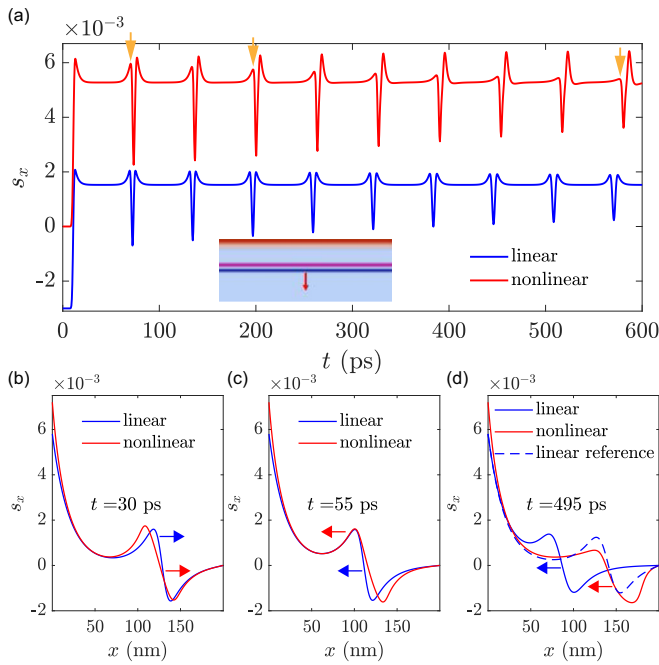 (a)
×10⁻³
6
4
2
0
-2
s_x
linear
nonlinear
0 100 200 300 400 500 600
t (ps)
(b) (c) (d)
×10⁻³ ×10⁻³ ×10⁻³
linear
nonlinear
t =30 ps
6
4
2
0
-2
s_x
50 100 150
x (nm)
linear
nonlinear
t =55 ps
6
4
2
0
-2
s_x
50 100 150
x (nm)
linear
nonlinear
linear reference
t =495 ps
6
4
2
0
-2
s_x
50 100 150
x (nm)